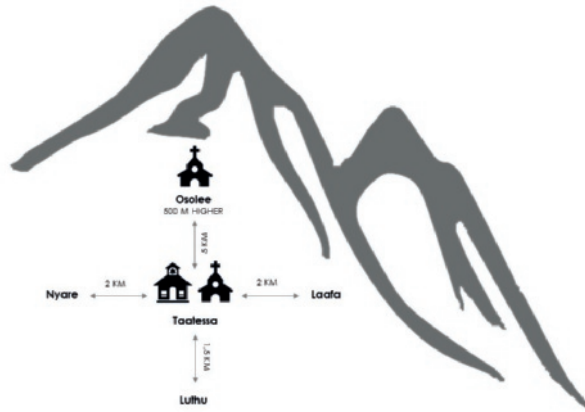 Osolee
500 M HIGHER
5 KM
2 KM
2 KM
Nyare
Laafa
Taatessa
1,5 KM
Luthu